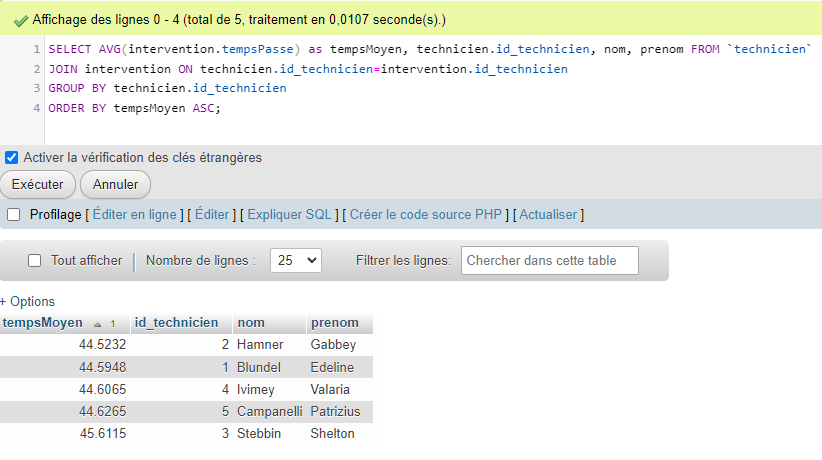 Affichage des lignes 0 - 4 (total de 5, traitement en 0,0107 seconde(s).)
1 SELECT AVG(intervention.tempsPasse) as tempsMoyen, technicien.id_technicien, nom, prenom FROM `technicien`
2 JOIN intervention ON technicien.id_technicien=intervention.id_technicien
3 GROUP BY technicien.id_technicien
4 ORDER BY tempsMoyen ASC;
Activer la vérification des clés étrangères
Exécuter Annuler
Profilage [ Éditer en ligne ] [ Éditer ] [ Expliquer SQL ] [ Créer le code source PHP ] [ Actualiser ]
Tout afficher Nombre de lignes : 25 Filtrer les lignes: Chercher dans cette table
+ Options
tempsMoyen 1 id_technicien nom prenom
44.5232 2 Hamner Gabbey
44.5948 1 Blundel Edeline
44.6065 4 Ivimey Valaria
44.6265 5 Campanelli Patrizius
45.6115 3 Stebbin Shelton